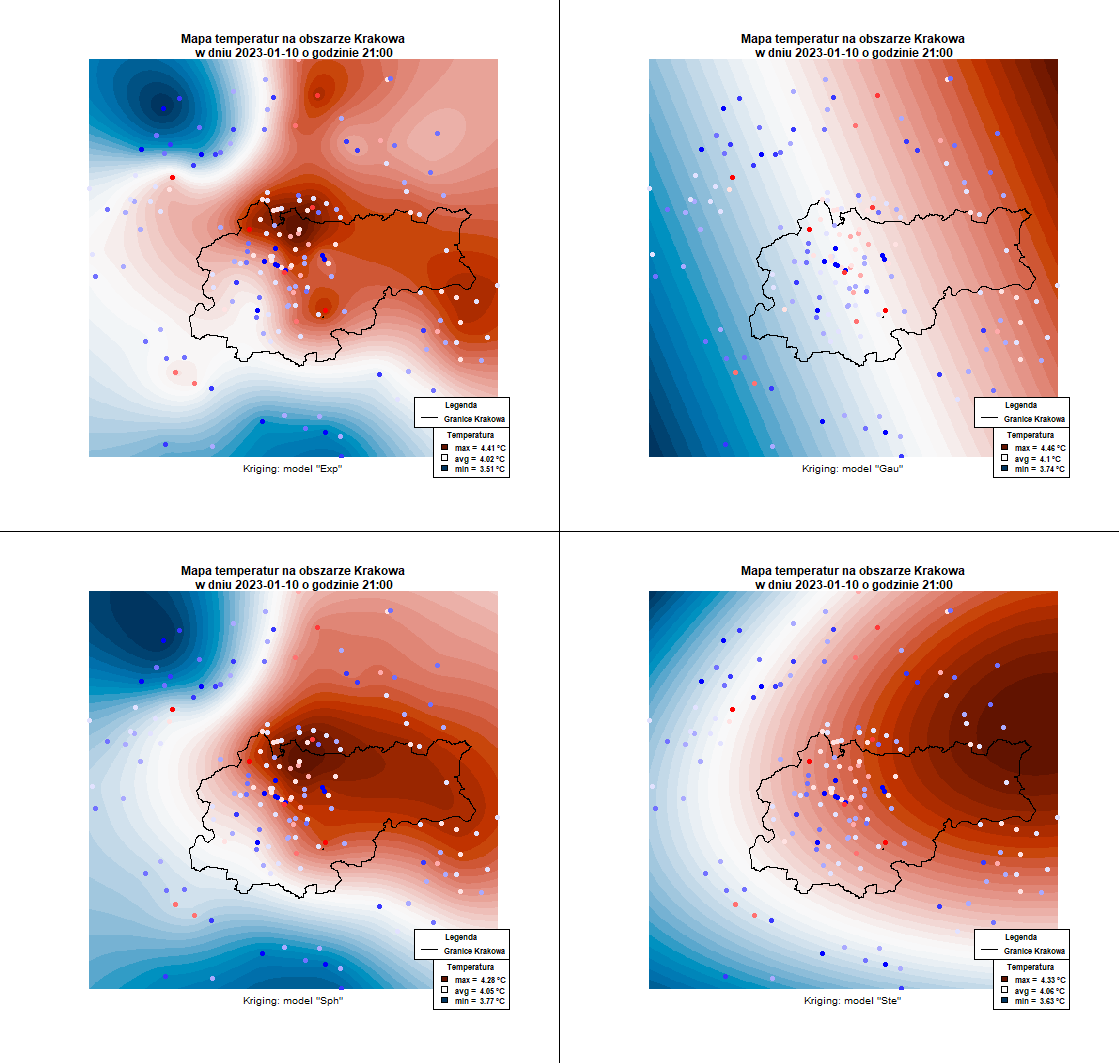 Mapa temperatur na obszarze Krakowa
w dniu 2023-01-10 o godzinie 21:00
Legenda
Granice Krakowa
Temperatura
max = 4.41 °C
avg = 4.02 °C
min = 3.51 °C
Kriging: model "Exp"
Mapa temperatur na obszarze Krakowa
w dniu 2023-01-10 o godzinie 21:00
Legenda
Granice Krakowa
Temperatura
max = 4.46 °C
avg = 4.1 °C
min = 3.74 °C
Kriging: model "Gau"
Mapa temperatur na obszarze Krakowa
w dniu 2023-01-10 o godzinie 21:00
Legenda
Granice Krakowa
Temperatura
max = 4.28 °C
avg = 4.05 °C
min = 3.77 °C
Kriging: model "Sph"
Mapa temperatur na obszarze Krakowa
w dniu 2023-01-10 o godzinie 21:00
Legenda
Granice Krakowa
Temperatura
max = 4.33 °C
avg = 4.06 °C
min = 3.63 °C
Kriging: model "Ste"